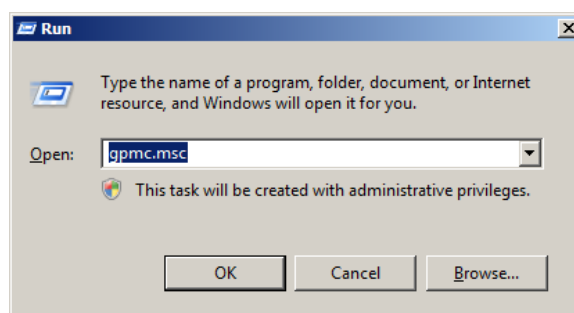 Run
Type the name of a program, folder, document, or Internet
resource, and Windows will open it for you.
Open:
gpmc.msc
This task will be created with administrative privileges.
OK
Cancel
Browse...